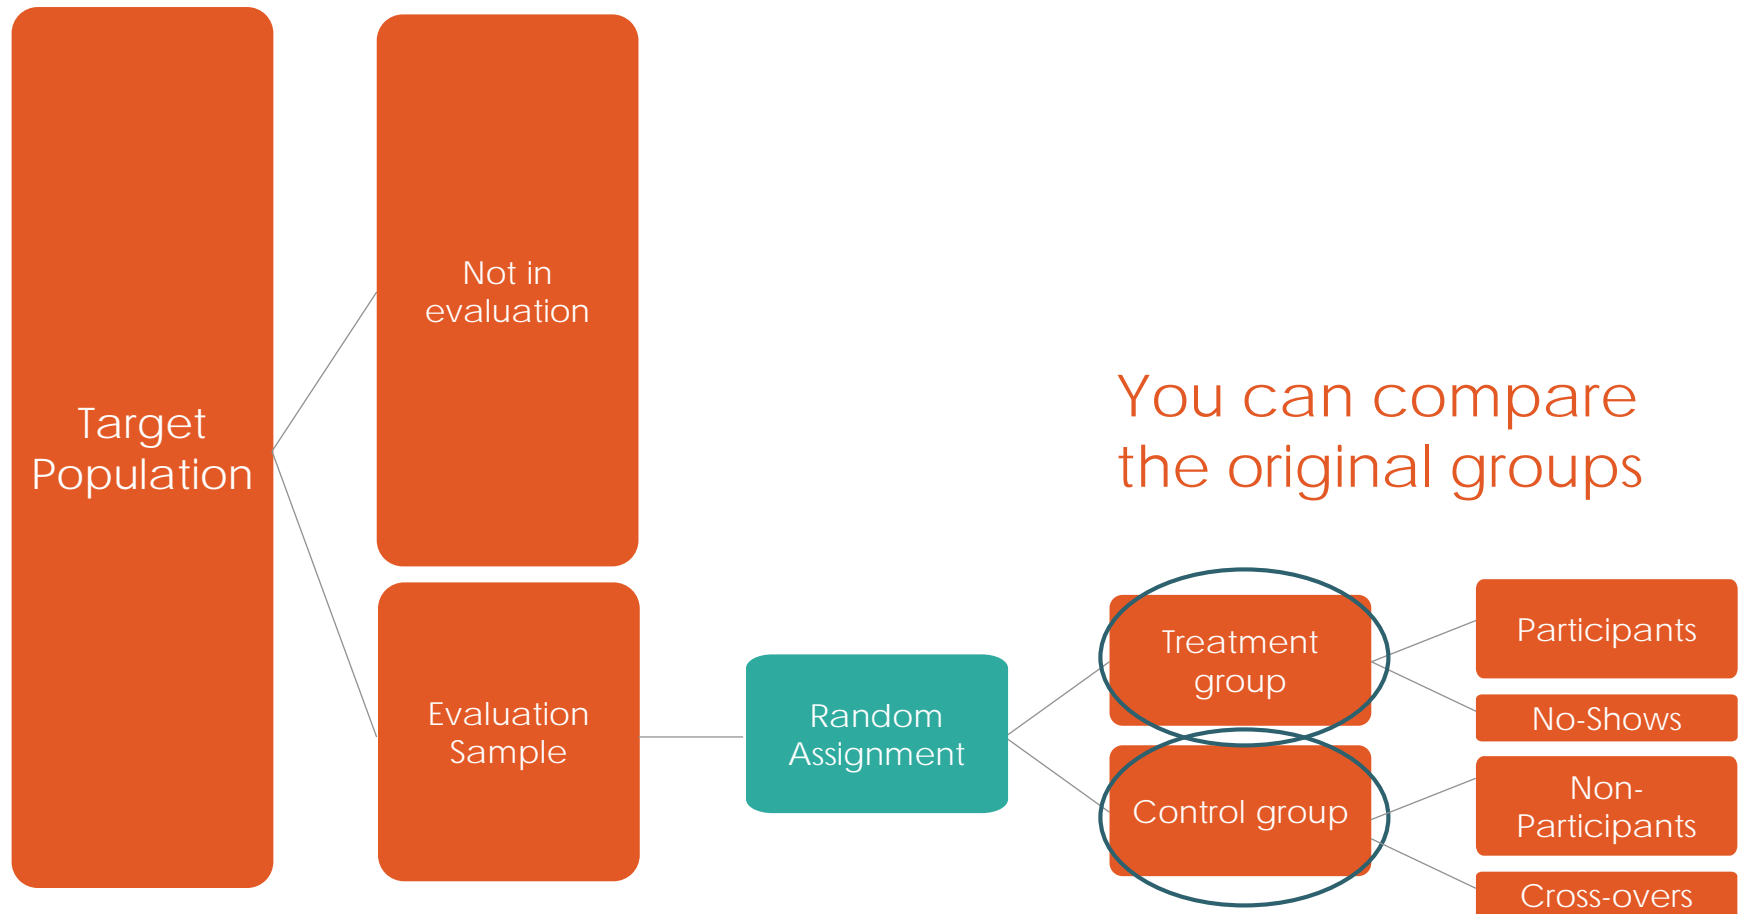 Target
Population
Not in
evaluation
Evaluation
Sample
Random
Assignment
You can compare
the original groups
Treatment
group
Control group
Participants
No-Shows
Non-
Participants
Cross-overs